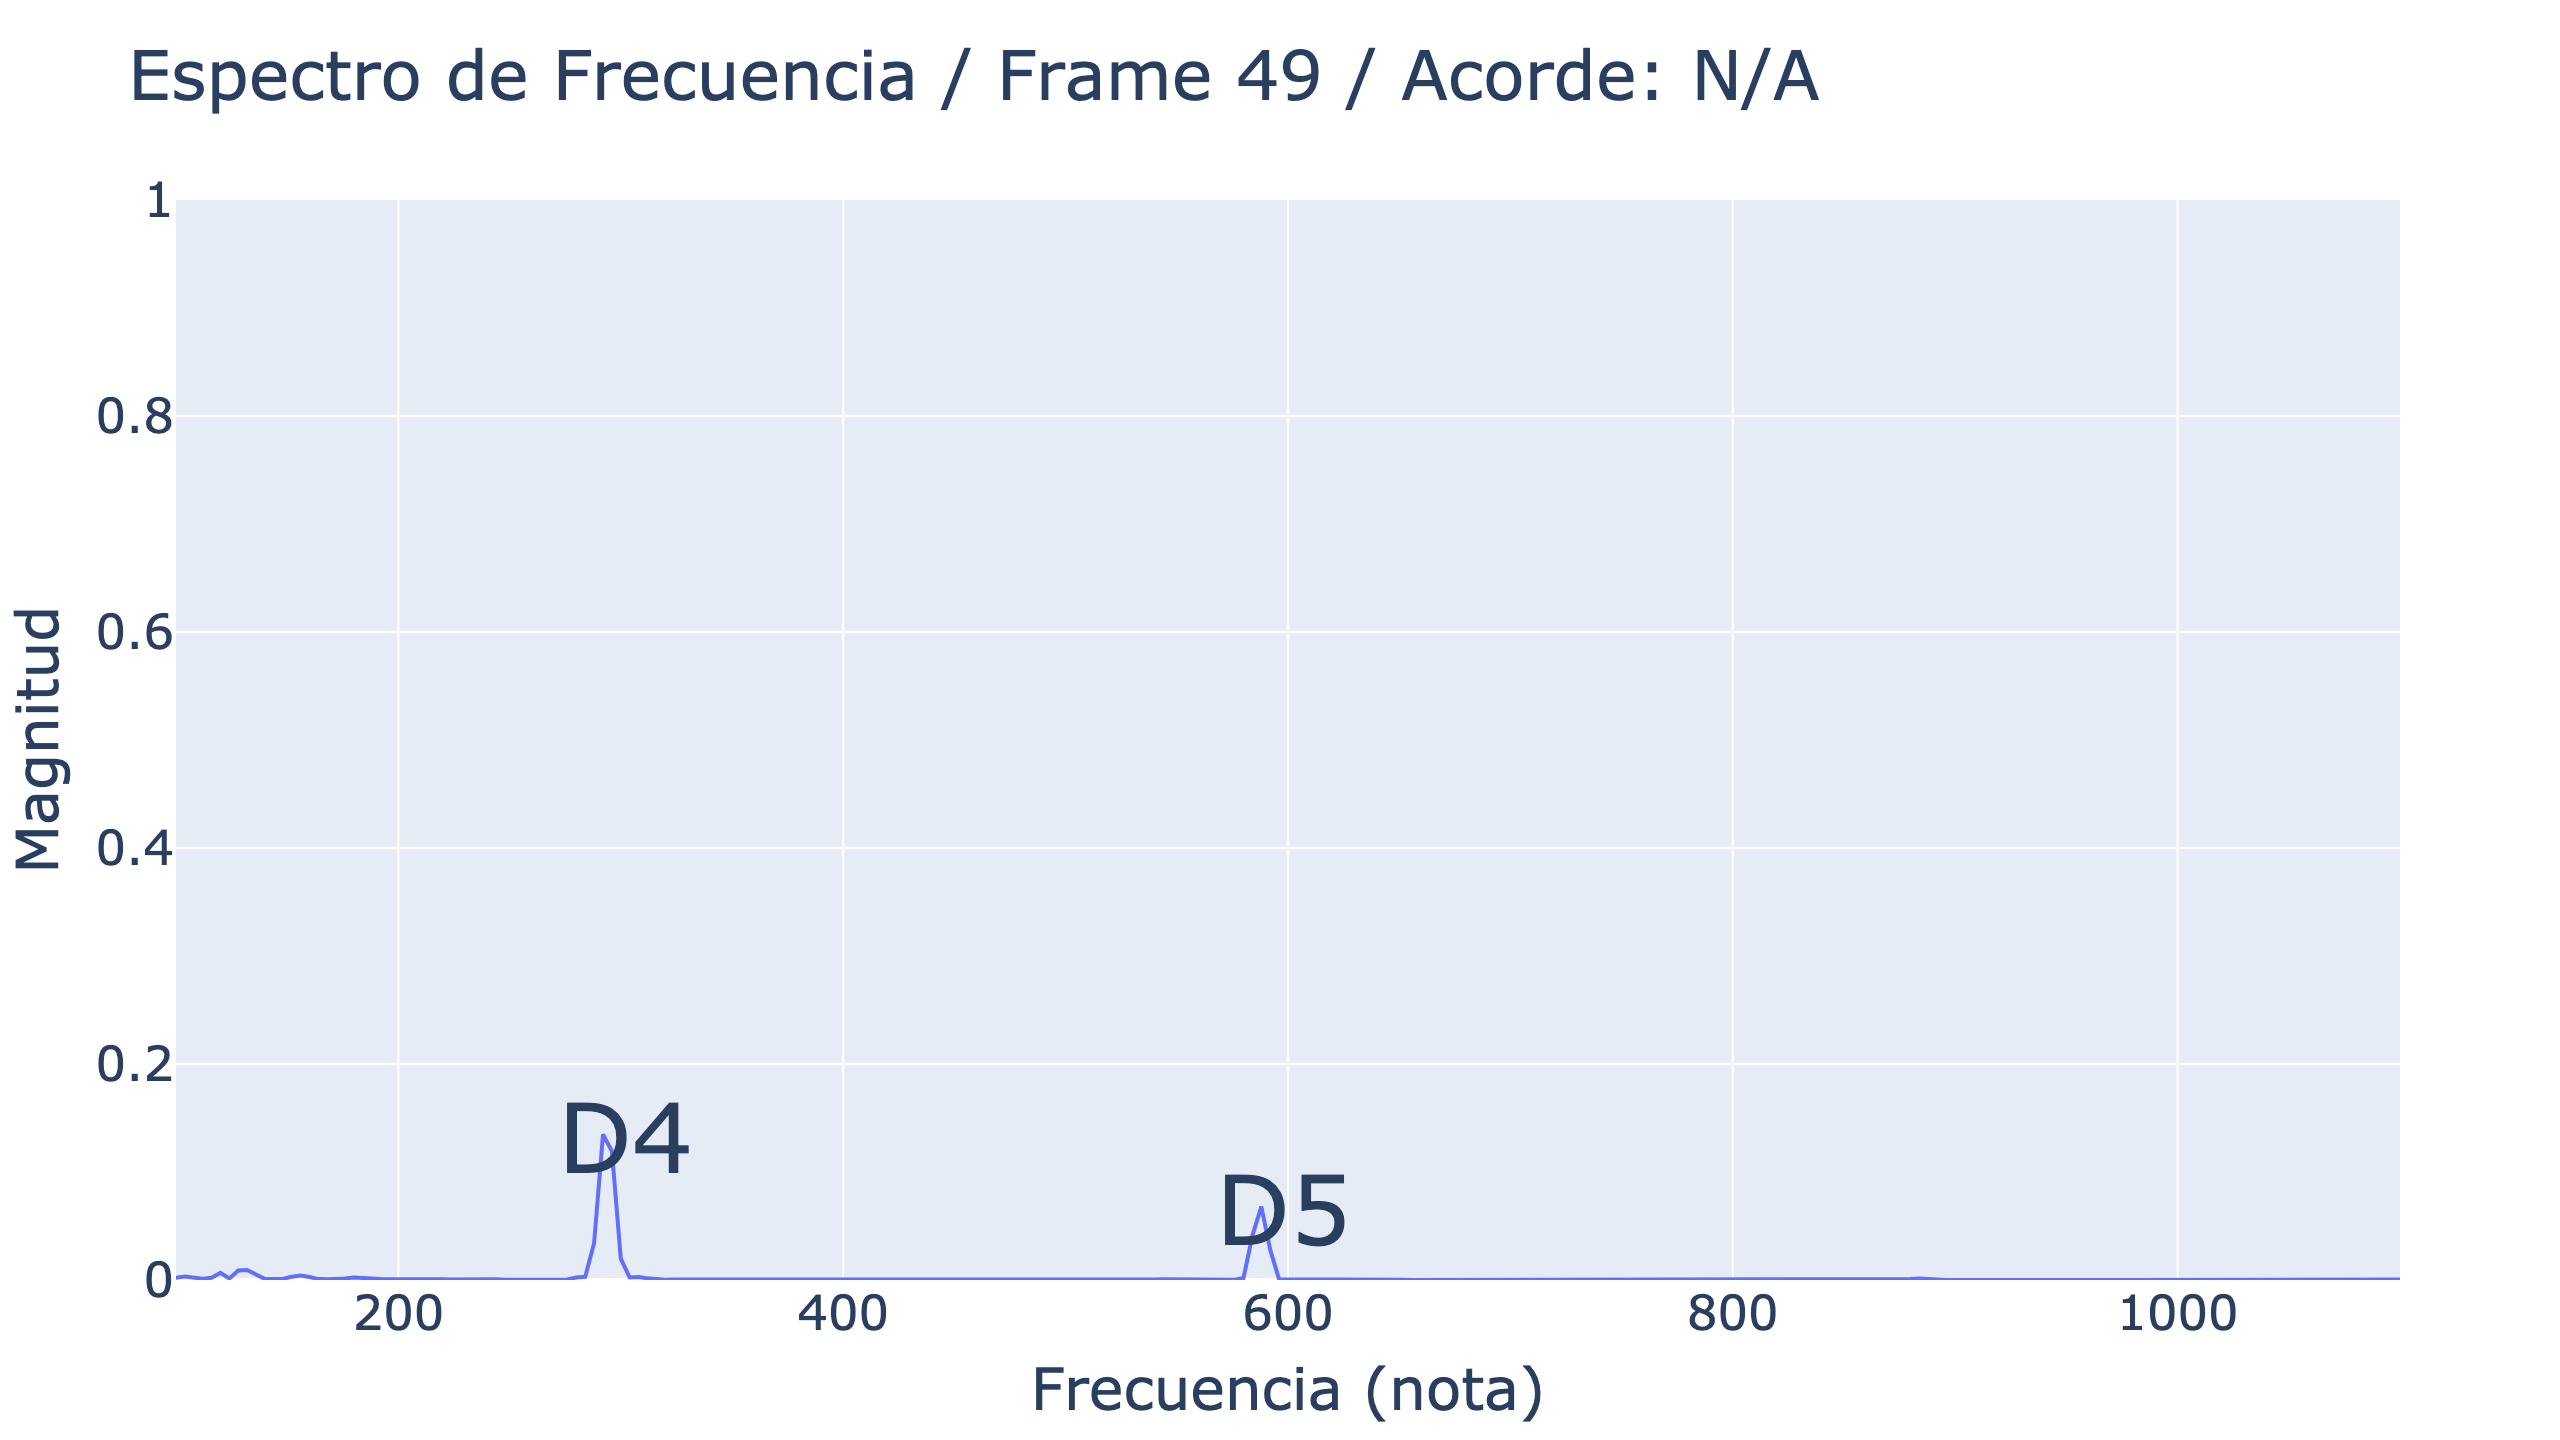 Espectro de Frecuencia / Frame 49 / Acorde: N/A
1
0.8
0.6
0.4
0.2
0
Magnitud
D4
D5
200 400 600 800 1000
Frecuencia (nota)